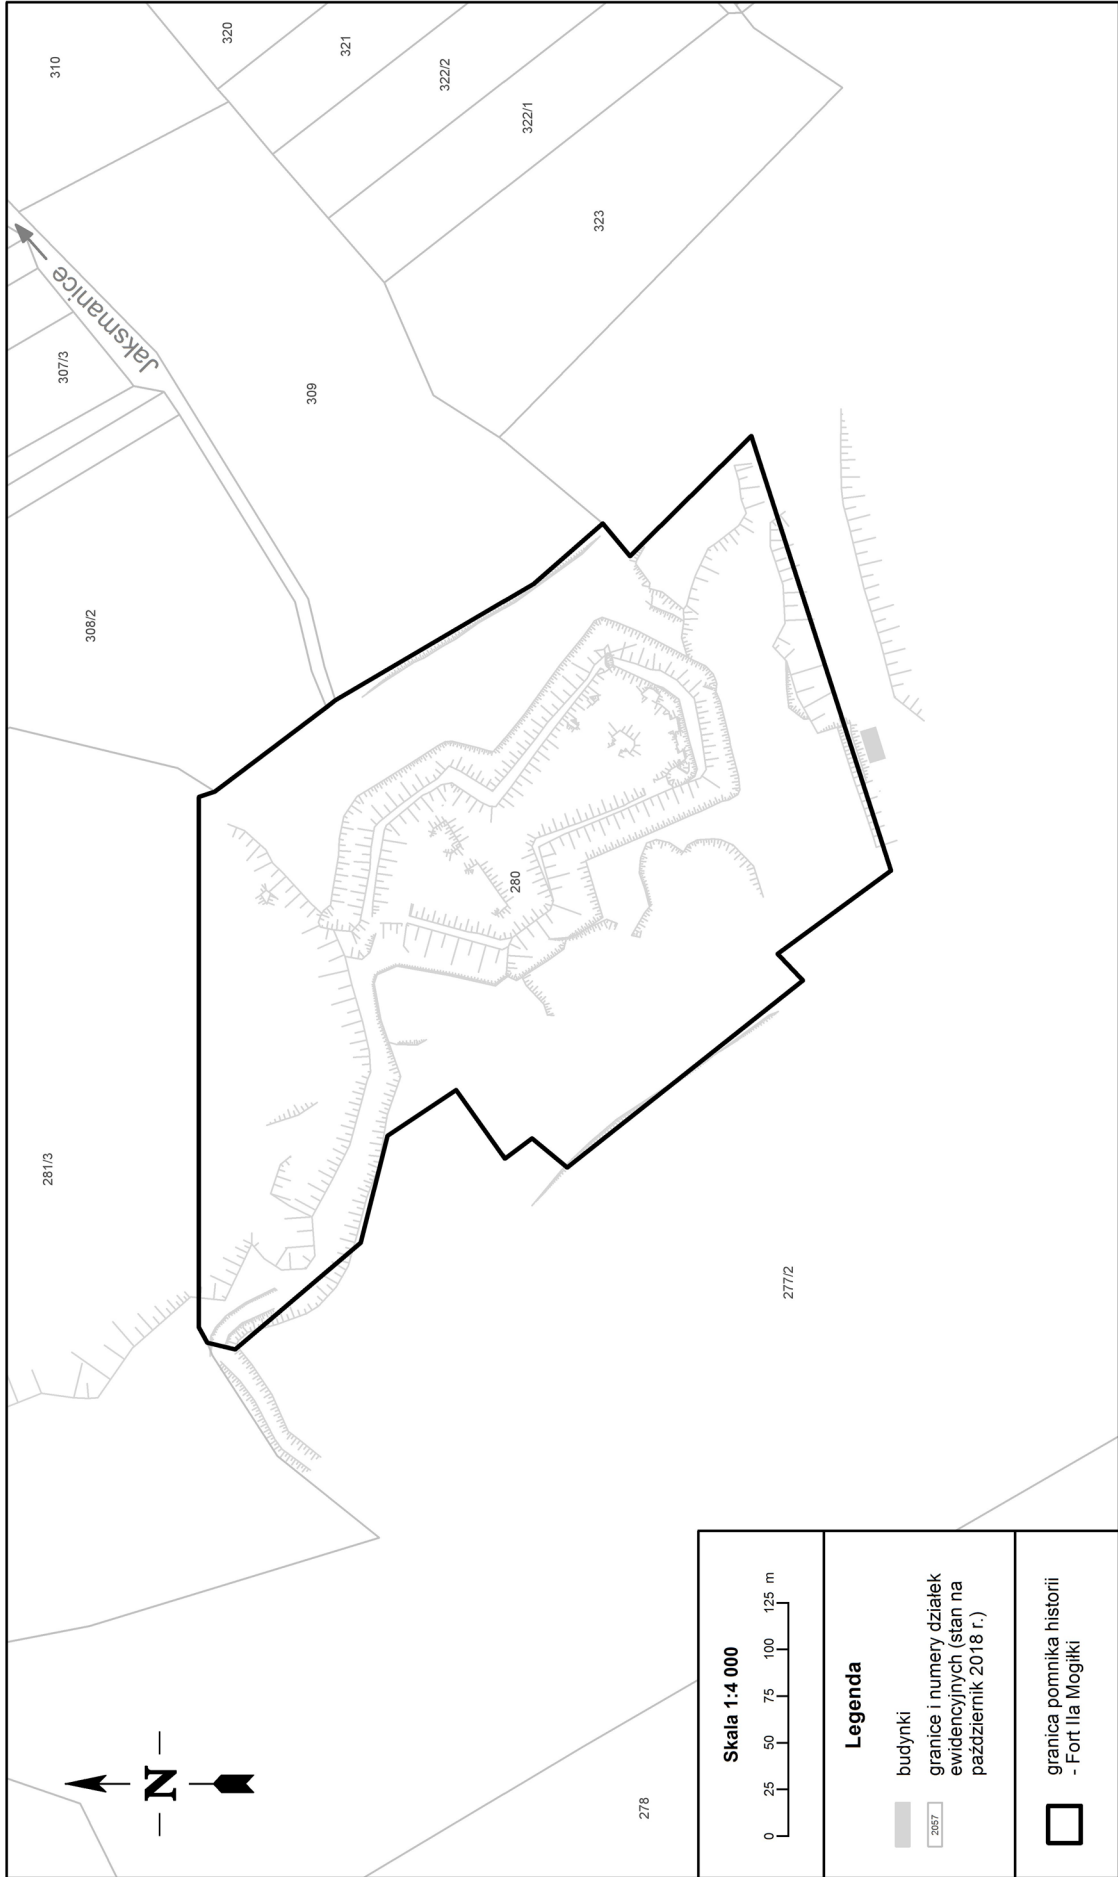 310
320
321
322/2
322/1
323
Jaksmanice
307/3
309
308/2
281/3
280
277/2
278
N
Skala 1:4 000
0 25 50 75 100 125 m
Legenda
budynki
2057
granice i numery działek
ewidencyjnych (stan na
październik 2018 r.)
granica pomnika historii
- Fort IIa Mogiłki